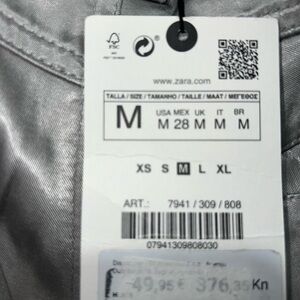 FSC
www.zara.com
TALLA / SIZE / TAMANHO / TAILLE / MAAT / ΜΕΓΕΘΟΣ
M
USA MEX UK IT BR
M 28 M M M
XS S M L XL
ART.: 7941 / 309 / 808
07941309808030
49,95€ 376,35 Kn